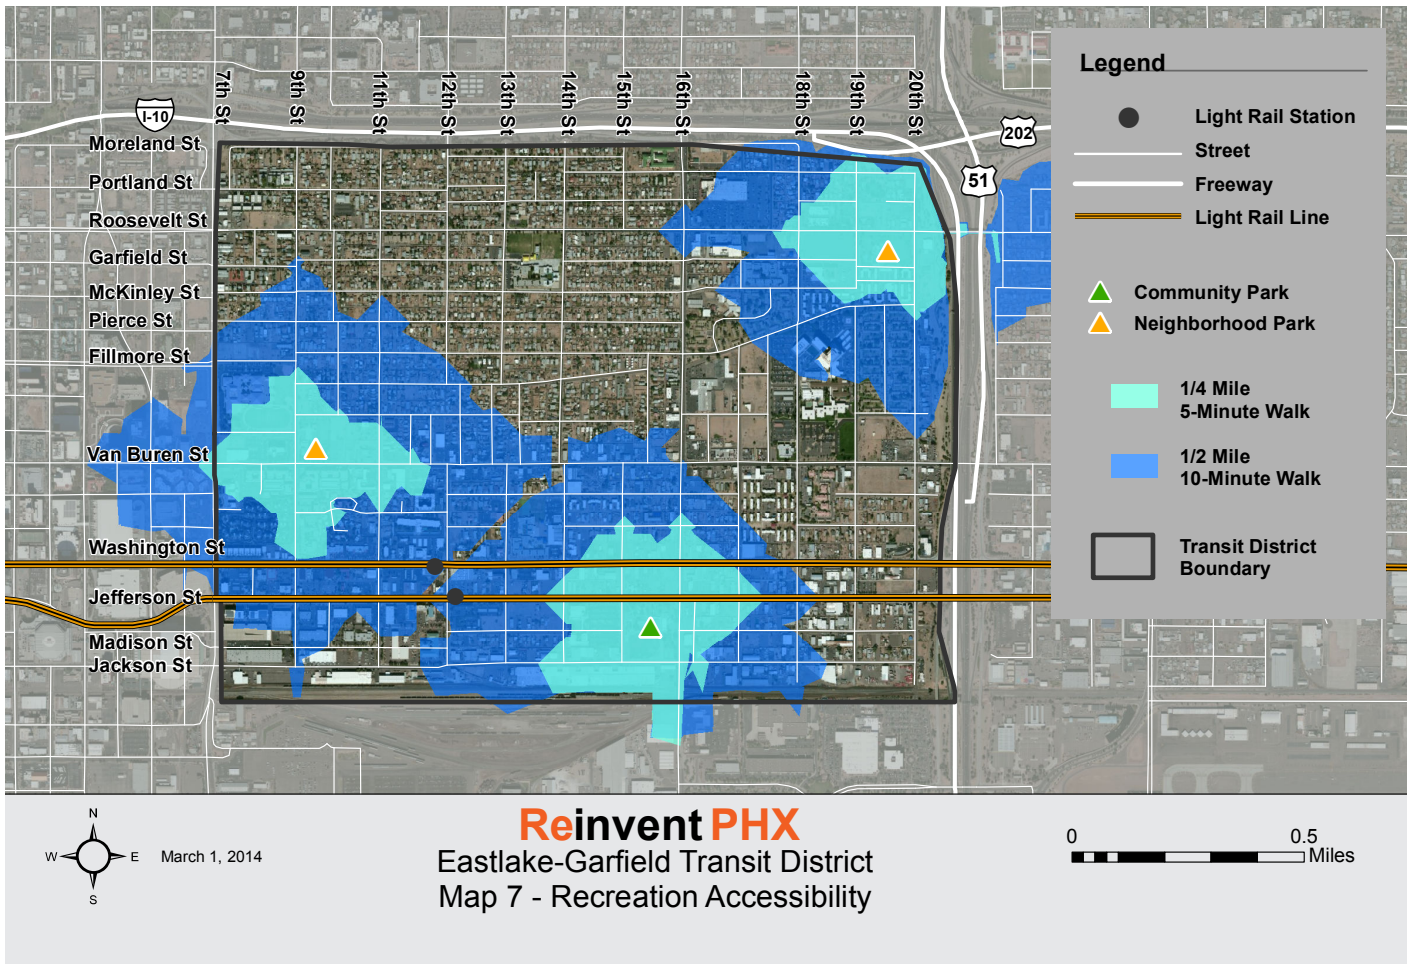 7th St
9th St
11th St
12th St
13th St
14th St
15th St
16th St
18th St
19th St
20th St
I-10
202
51
Moreland St
Portland St
Roosevelt St
Garfield St
McKinley St
Pierce St
Fillmore St
Van Buren St
Washington St
Jefferson St
Madison St
Jackson St
Legend
Light Rail Station
Street
Freeway
Light Rail Line
Community Park
Neighborhood Park
1/4 Mile
5-Minute Walk
1/2 Mile
10-Minute Walk
Transit District
Boundary
N
W
E
S
March 1, 2014
Reinvent PHX
Eastlake-Garfield Transit District
Map 7 - Recreation Accessibility
0
0.5
Miles